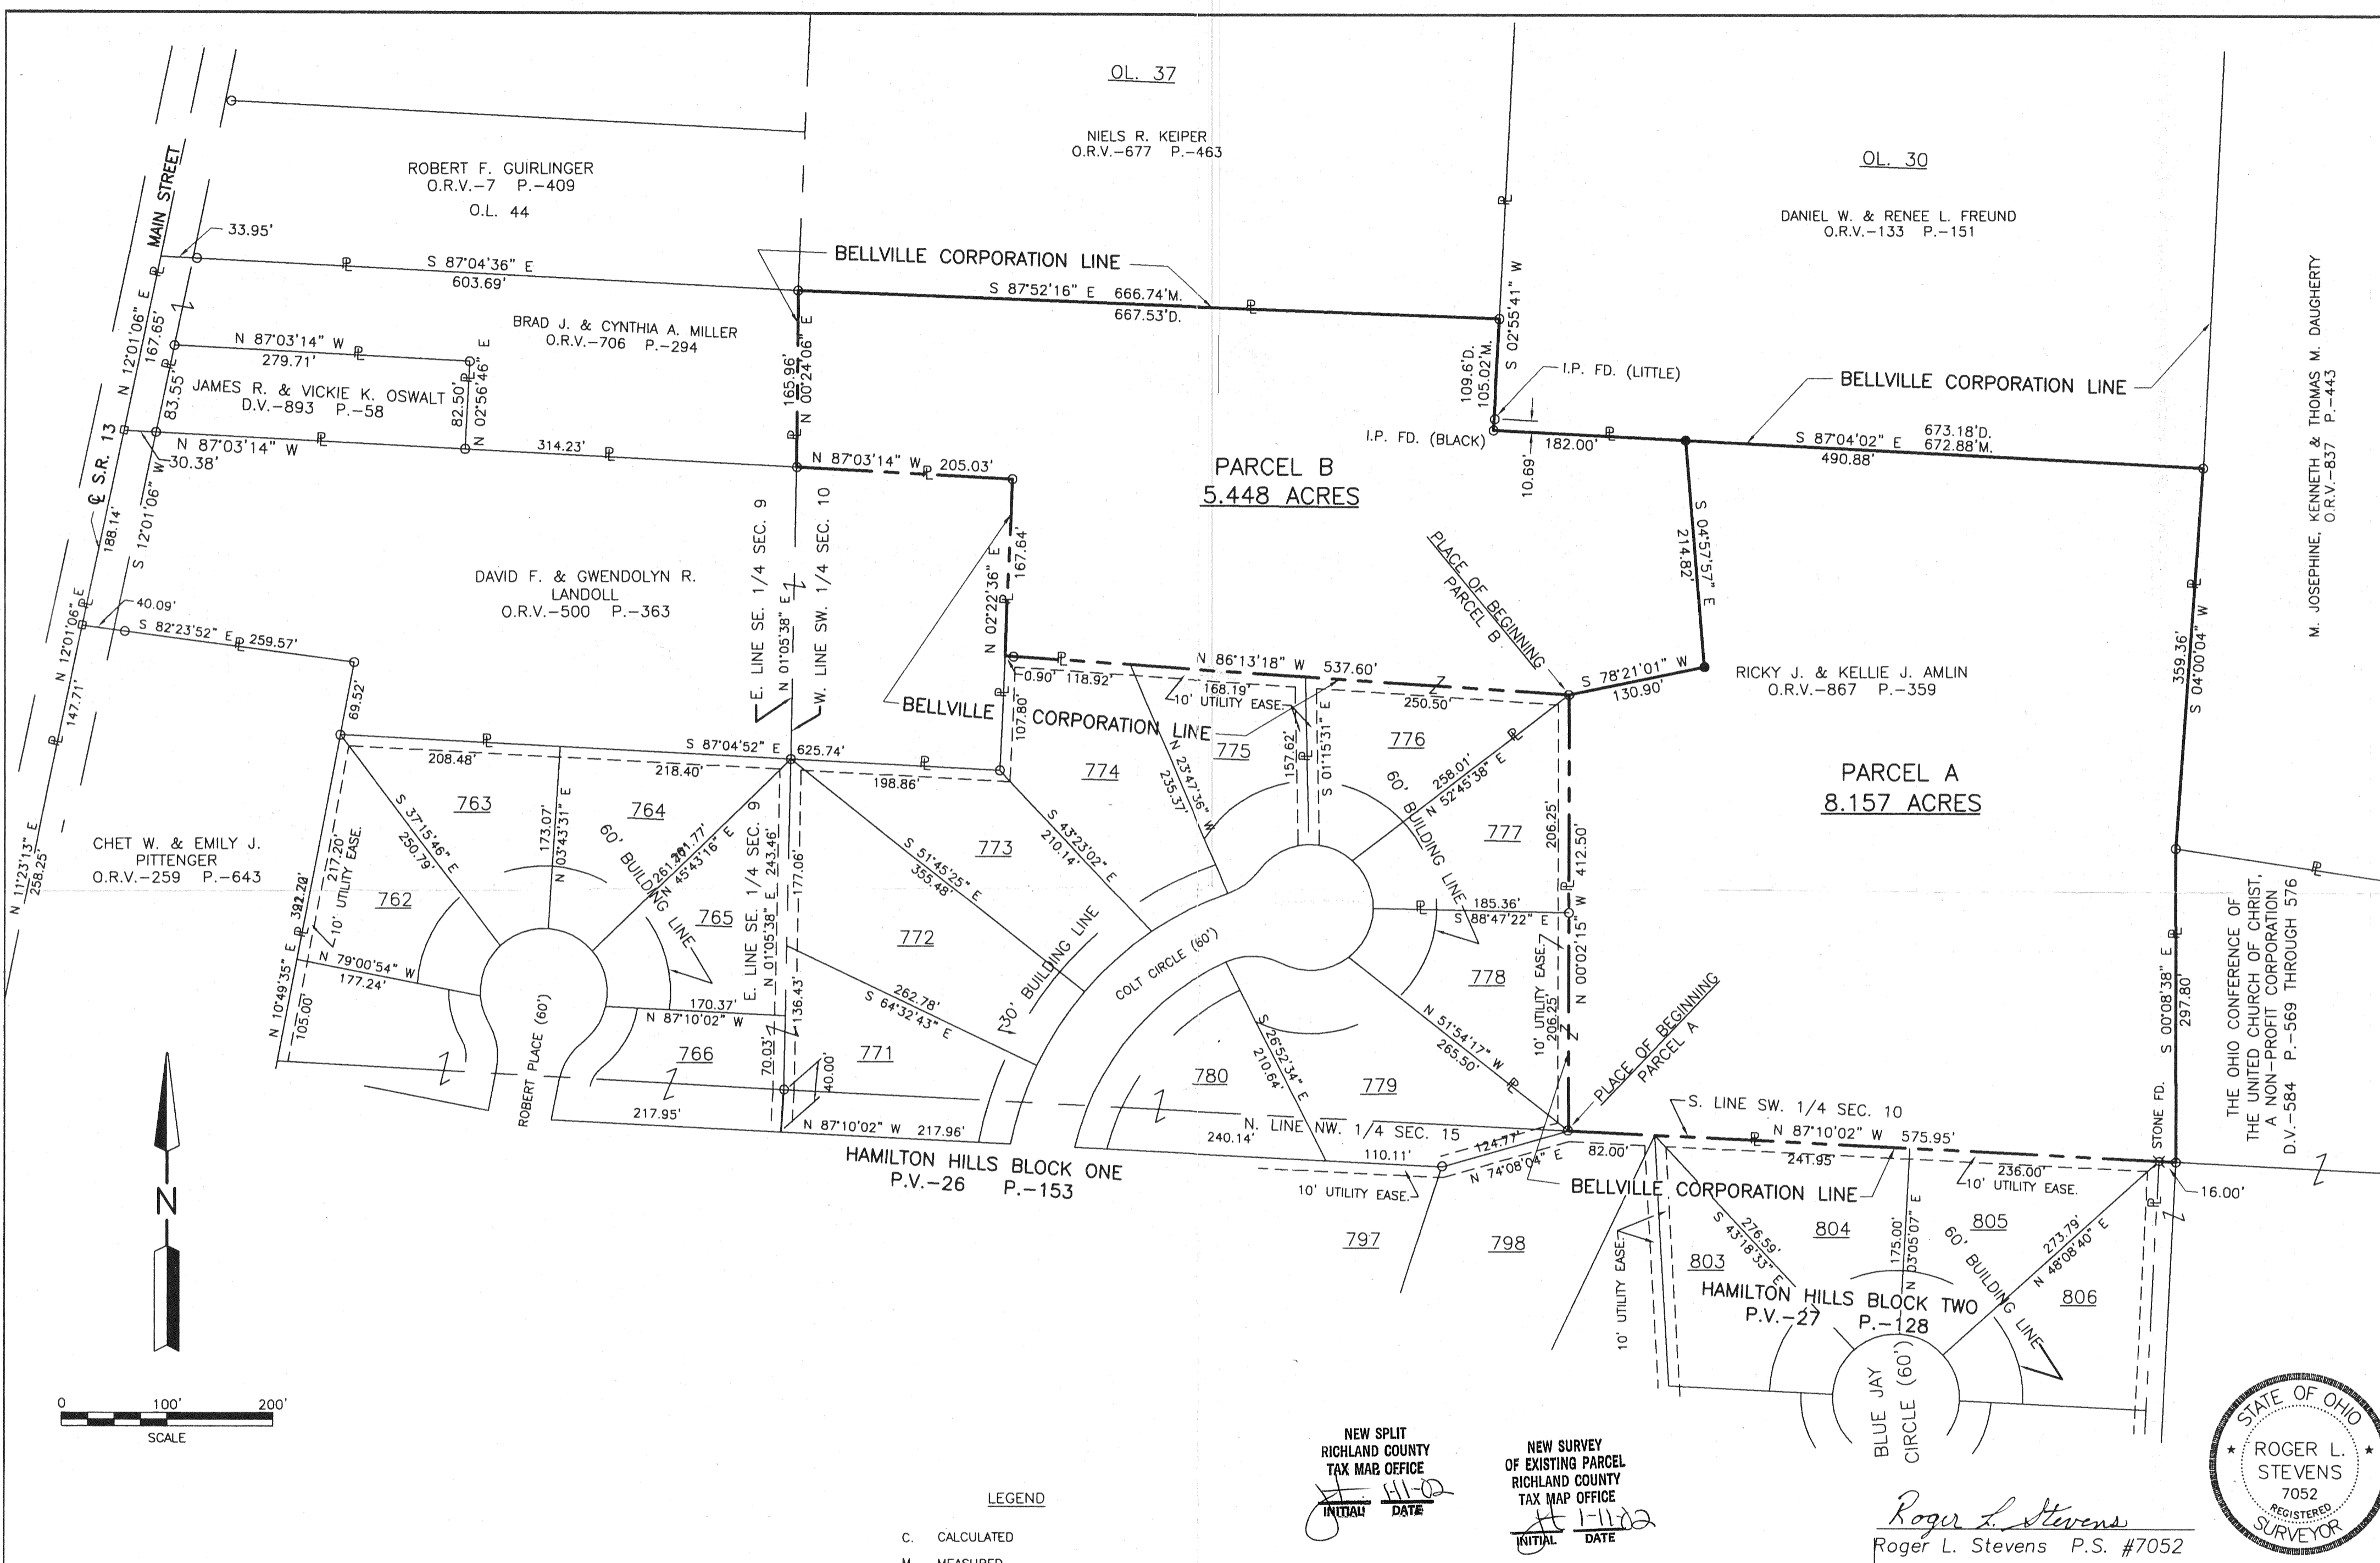 OL. 37
NIELS R. KEIPER
O.R.V.-677 P.-463
OL. 30
DANIEL W. & RENEE L. FREUND
O.R.V.-133 P.-151
ROBERT F. GUIRLINGER
O.R.V.-7 P.-409
O.L. 44
MAIN STREET
33.95'
S 87°04'36" E
603.69'
BELLVILLE CORPORATION LINE
S 87°52'16" E 666.74'M.
667.53'D.
S 02°55'41" W
109.6'D.
105.02'M.
N 12°01'06" E
167.65'
N 87°03'14" W
279.71'
BRAD J. & CYNTHIA A. MILLER
O.R.V.-706 P.-294
165.96'
N 00°24'06" E
83.55'
JAMES R. & VICKIE K. OSWALT
D.V.-893 P.-58
82.50'
N 02°56'46" E
I.P. FD. (LITTLE)
BELLVILLE CORPORATION LINE
M. JOSEPHINE, KENNETH & THOMAS M. DAUGHERTY
O.R.V.-837 P.-443
℄ S.R. 13
N 87°03'14" W
314.23'
30.38'
N 87°03'14" W 205.03'
PARCEL B
5.448 ACRES
I.P. FD. (BLACK)
182.00'
10.69'
S 87°04'02" E
673.18'D.
672.88'M.
490.88'
188.14'
S 12°01'06" W
E. LINE SE. 1/4 SEC. 9
N 01°05'38" E
W. LINE SW. 1/4 SEC. 10
N 02°22'36" E
167.64'
S 04°57'57" E
214.82'
PLACE OF BEGINNING
PARCEL B
DAVID F. & GWENDOLYN R.
LANDOLL
O.R.V.-500 P.-363
40.09'
N 12°01'06" E
147.71'
S 82°23'52" E 259.57'
69.52'
N 86°13'18" W 537.60'
0.90' 118.92'
168.19'
10' UTILITY EASE.
250.50'
S 78°21'01" W
130.90'
RICKY J. & KELLIE J. AMLIN
O.R.V.-867 P.-359
359.36'
S 04°00'04" W
BELLVILLE CORPORATION LINE
107.80'
S 87°04'52" E 625.74'
208.48'
218.40'
198.86'
774
775
776
157.62'
S 01°15'31" E
N 23°47'36" W
235.37'
258.01'
N 52°45'38" E
60' BUILDING LINE
PARCEL A
8.157 ACRES
763
764
173.07'
N 03°43'31" E
S 37°15'46" E
250.79'
60' BUILDING LINE
N 45°43'16" E
773
S 43°23'02" E
210.14'
777
206.25'
412.50'
N 11°23'13" E
258.25'
CHET W. & EMILY J.
PITTENGER
O.R.V.-259 P.-643
217.20'
10' UTILITY EASE.
762
765
E. LINE SE. 1/4 SEC. 9
N 01°05'38" E 243.46'
177.06'
S 51°45'25" E
355.48'
772
30' BUILDING LINE
COLT CIRCLE (60')
185.36'
S 88°47'22" E
778
N 00°02'15" W
10' UTILITY EASE.
206.25'
N 10°49'35" E
105.00'
N 79°00'54" W
177.24'
170.37'
N 87°10'02" W
136.43'
262.78'
S 64°32'43" E
N 51°54'17" W
265.50'
PLACE OF BEGINNING
PARCEL A
S 00°08'38" E
297.80'
THE OHIO CONFERENCE OF
THE UNITED CHURCH OF CHRIST,
A NON-PROFIT CORPORATION
D.V.-584 P.-569 THROUGH 576
ROBERT PLACE (60')
766
70.03'
40.00'
771
780
S 26°52'34" E
210.64'
779
217.95'
N 87°10'02" W 217.96'
240.14'
N. LINE NW. 1/4 SEC. 15
110.11'
124.77'
N 74°08'04" E
82.00'
S. LINE SW. 1/4 SEC. 10
N 87°10'02" W 575.95'
241.95'
236.00'
STONE FD.
16.00'
HAMILTON HILLS BLOCK ONE
P.V.-26 P.-153
10' UTILITY EASE.
BELLVILLE CORPORATION LINE
10' UTILITY EASE.
797
798
10' UTILITY EASE.
803
276.59'
S 43°18'33" E
804
175.00'
N 03°05'07" E
805
60' BUILDING LINE
273.79'
N 48°08'40" E
806
HAMILTON HILLS BLOCK TWO
P.V.-27 P.-128
BLUE JAY
CIRCLE (60')
N
0 100' 200'
SCALE
LEGEND
C. CALCULATED
M. MEASURED
NEW SPLIT
RICHLAND COUNTY
TAX MAP OFFICE
1-11-02
INITIAL DATE
NEW SURVEY
OF EXISTING PARCEL
RICHLAND COUNTY
TAX MAP OFFICE
1-11-02
INITIAL DATE
STATE OF OHIO
ROGER L.
STEVENS
7052
REGISTERED
SURVEYOR
Roger L. Stevens
Roger L. Stevens P.S. #7052